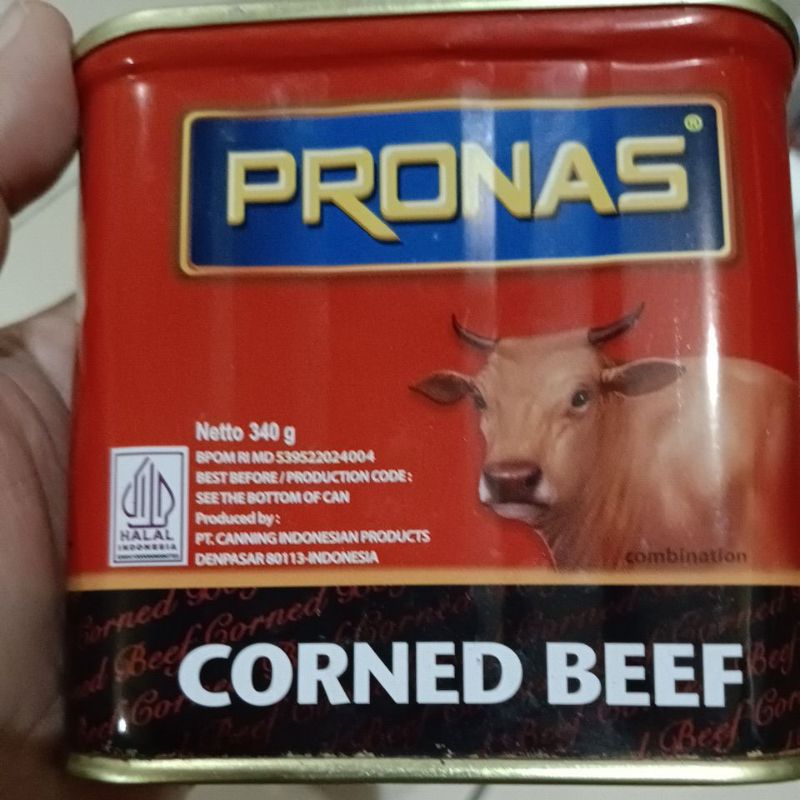 PRONAS®
Netto 340 g
BPOM RI MD 539522024004
BEST BEFORE / PRODUCTION CODE :
SEE THE BOTTOM OF CAN
Produced by :
PT. CANNING INDONESIAN PRODUCTS
DENPASAR 80113-INDONESIA
HALAL
INDONESIA
combination
CORNED BEEF